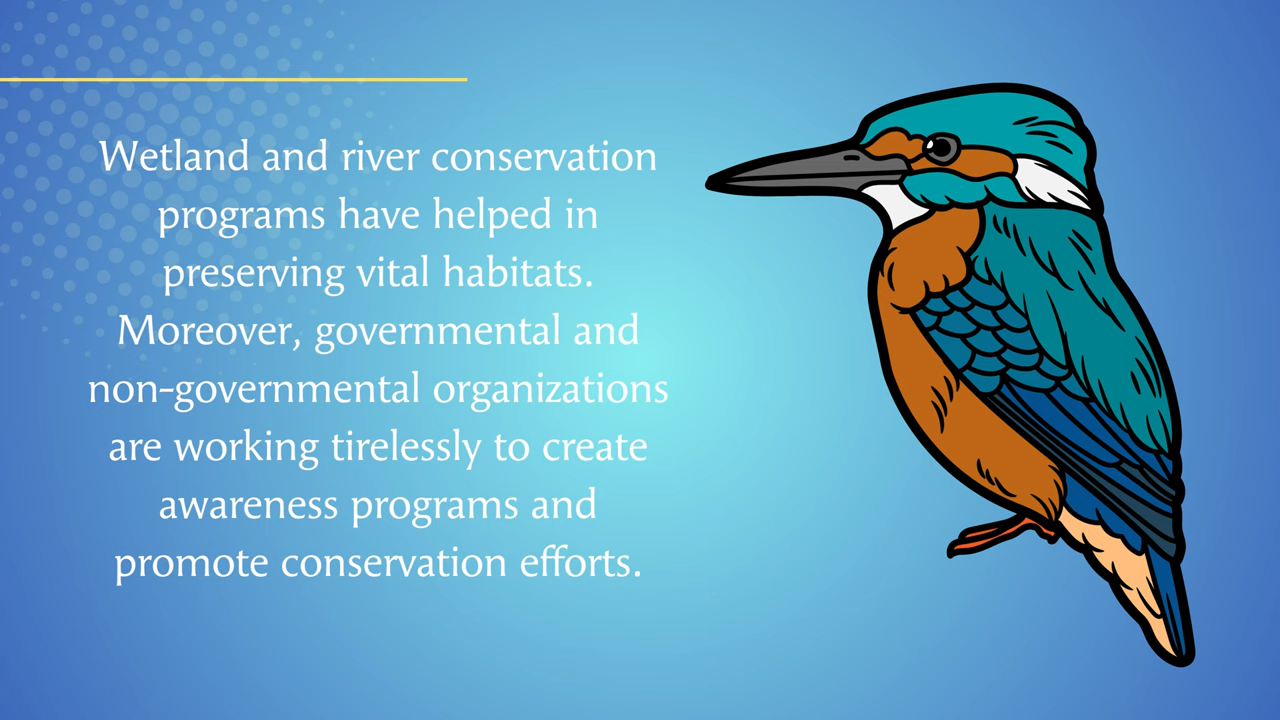 Wetland and river conservation
programs have helped in
preserving vital habitats.
Moreover, governmental and
non-governmental organizations
are working tirelessly to create
awareness programs and
promote conservation efforts.